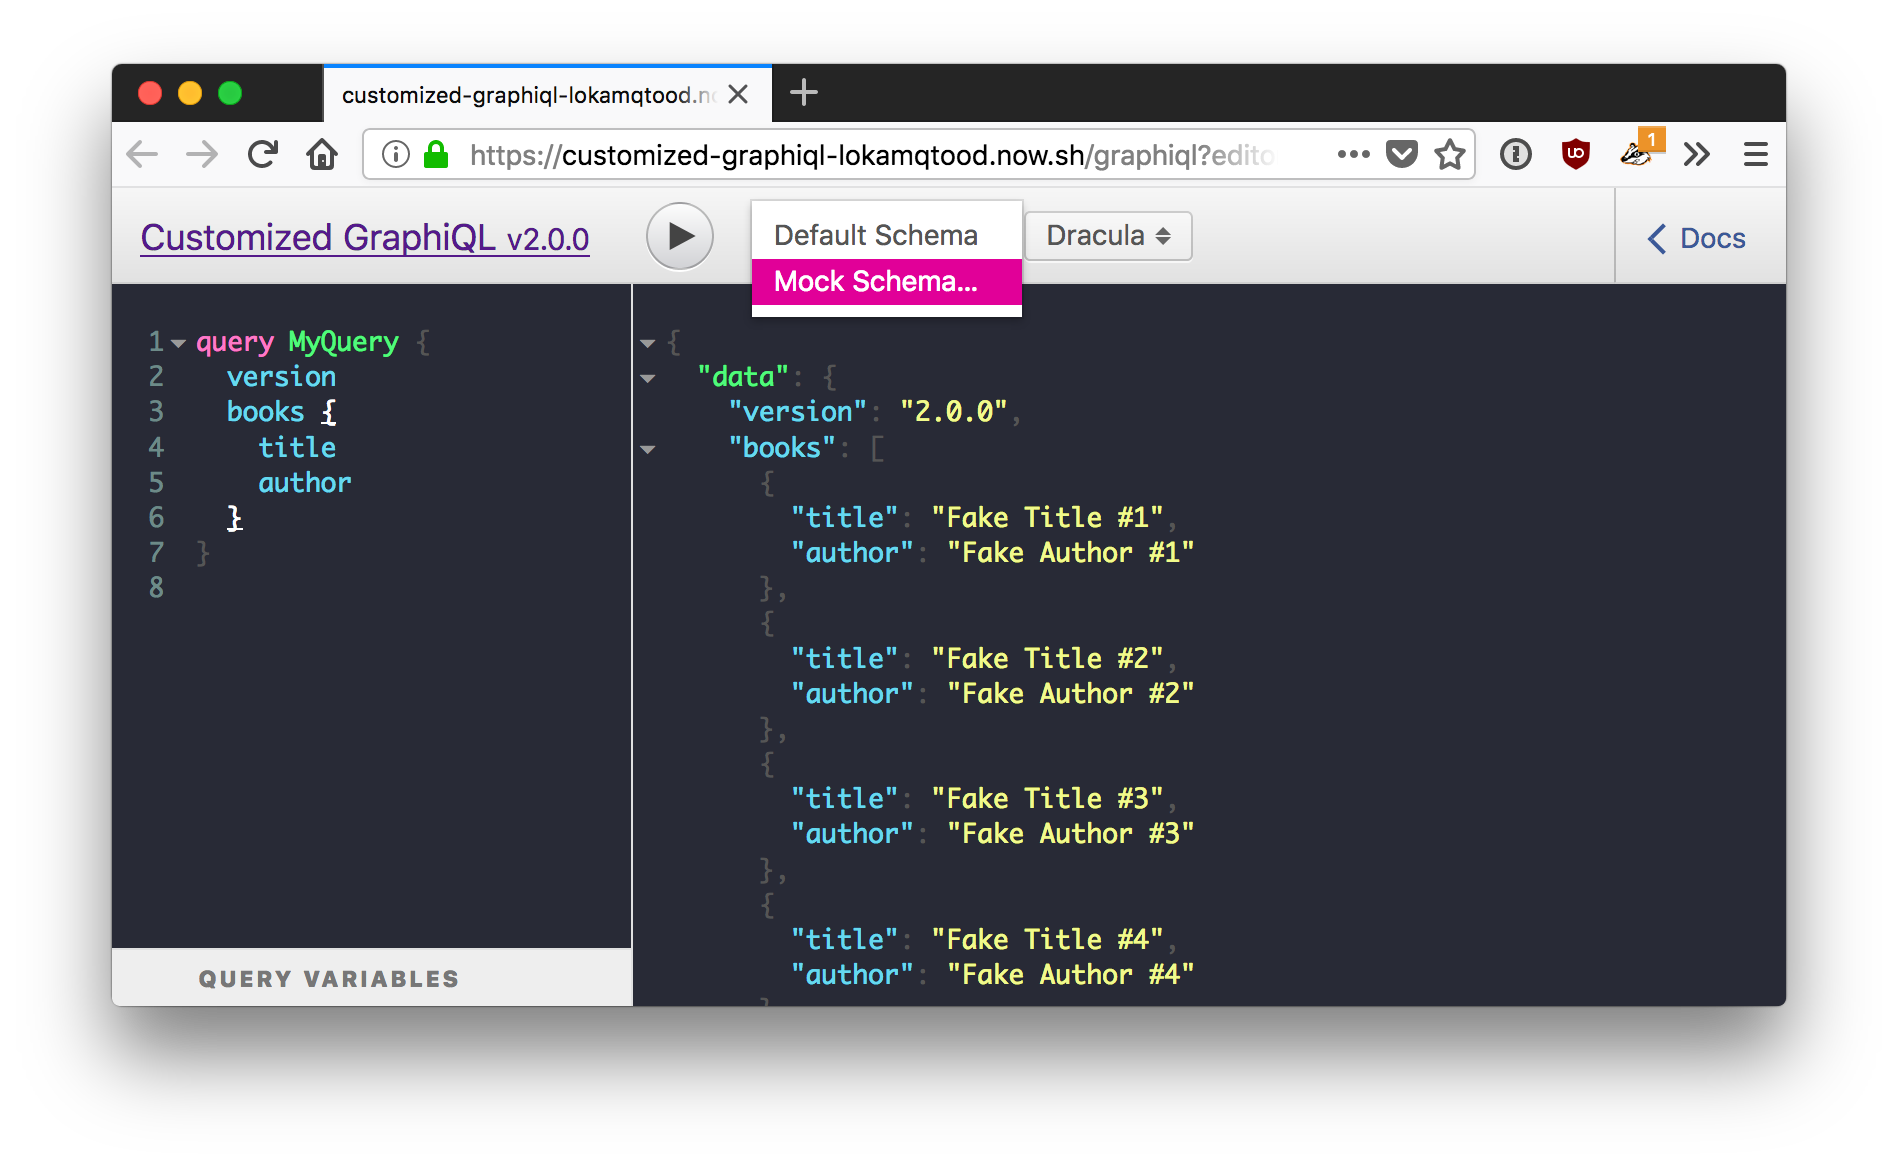 customized-graphiql-lokamqtood.n
https://customized-graphiql-lokamqtood.now.sh/graphiql?edito
1
Customized GraphiQL v2.0.0
Default Schema
Mock Schema...
Dracula
Docs
1 query MyQuery {
2 version
3 books {
4 title
5 author
6 }
7 }
8
{
"data": {
"version": "2.0.0",
"books": [
{
"title": "Fake Title #1",
"author": "Fake Author #1"
},
{
"title": "Fake Title #2",
"author": "Fake Author #2"
},
{
"title": "Fake Title #3",
"author": "Fake Author #3"
},
{
"title": "Fake Title #4",
"author": "Fake Author #4"
QUERY VARIABLES